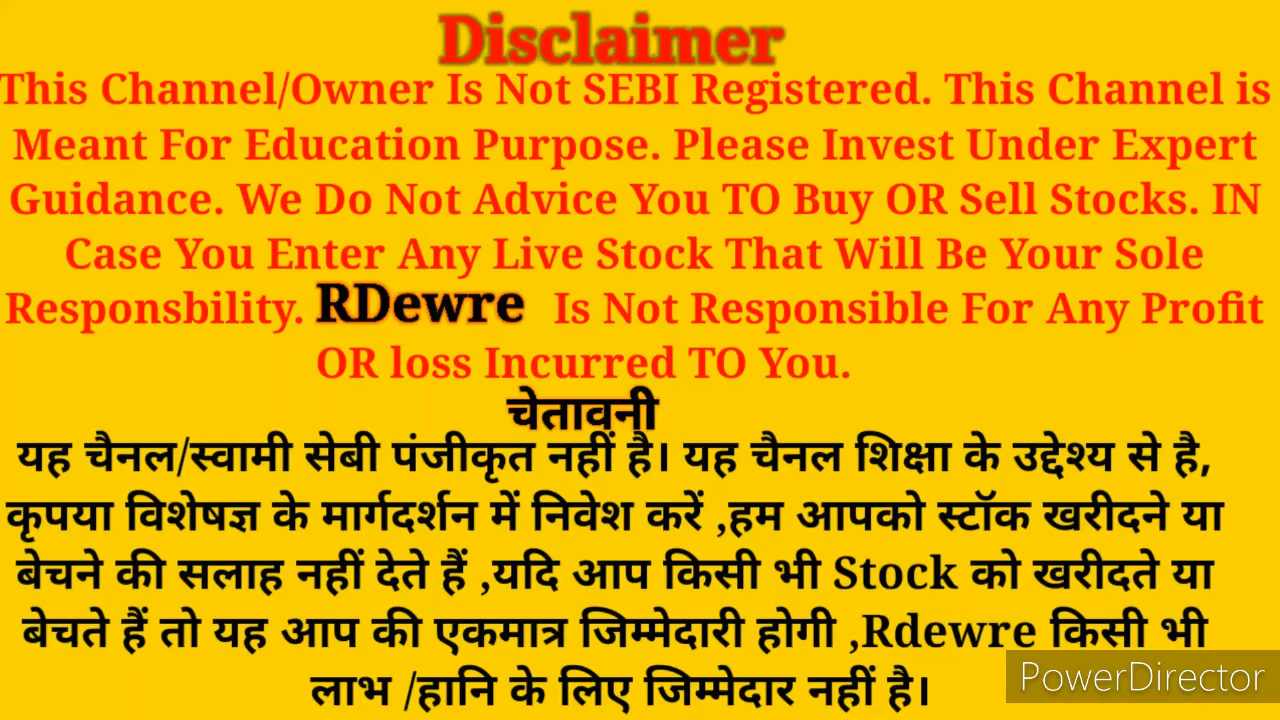 Disclaimer
This Channel/Owner Is Not SEBI Registered. This Channel is
Meant For Education Purpose. Please Invest Under Expert
Guidance. We Do Not Advice You TO Buy OR Sell Stocks. IN
Case You Enter Any Live Stock That Will Be Your Sole
Responsbility. RDewre Is Not Responsible For Any Profit
OR loss Incurred TO You.
चेतावनी
यह चैनल/स्वामी सेबी पंजीकृत नहीं है। यह चैनल शिक्षा के उद्देश्य से है,
कृपया विशेषज्ञ के मार्गदर्शन में निवेश करें ,हम आपको स्टॉक खरीदने या
बेचने की सलाह नहीं देते हैं ,यदि आप किसी भी Stock को खरीदते या
बेचते हैं तो यह आप की एकमात्र जिम्मेदारी होगी ,Rdewre किसी भी
लाभ /हानि के लिए जिम्मेदार नहीं है।
PowerDirector